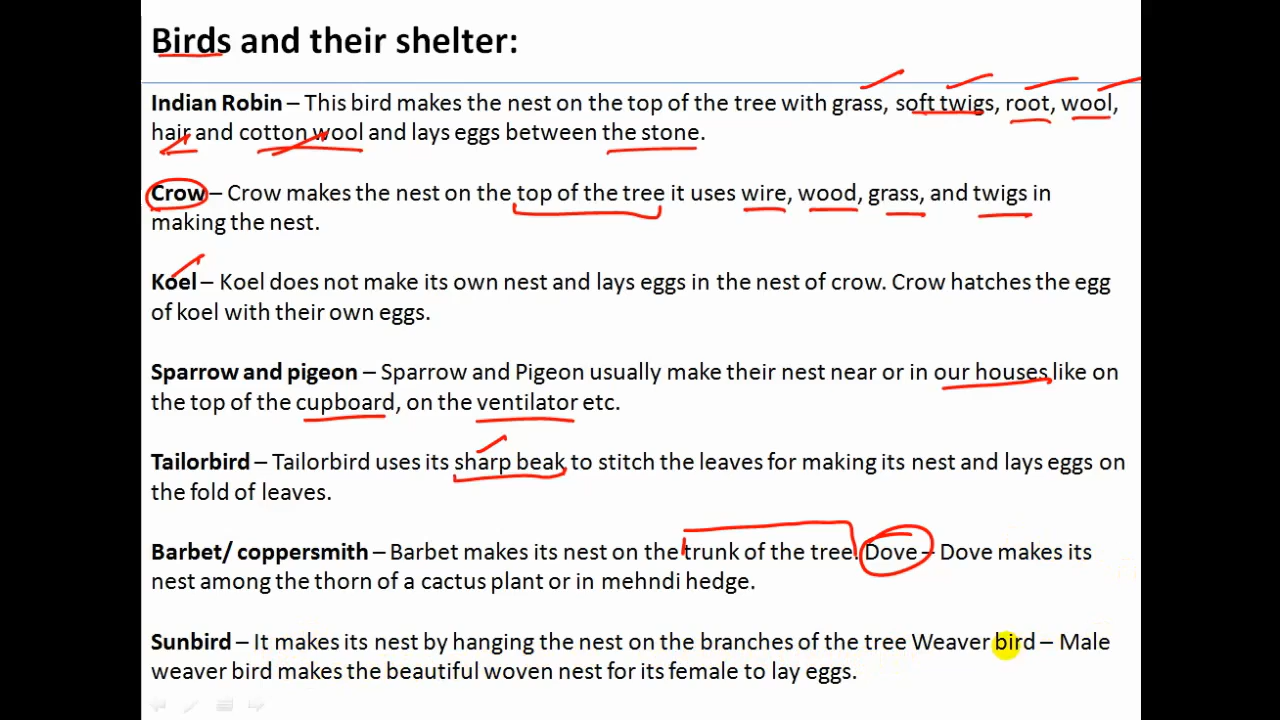 Birds and their shelter:
Indian Robin – This bird makes the nest on the top of the tree with grass, soft twigs, root, wool,
hair and cotton wool and lays eggs between the stone.
Crow – Crow makes the nest on the top of the tree it uses wire, wood, grass, and twigs in
making the nest.
Koel – Koel does not make its own nest and lays eggs in the nest of crow. Crow hatches the egg
of koel with their own eggs.
Sparrow and pigeon – Sparrow and Pigeon usually make their nest near or in our houses like on
the top of the cupboard, on the ventilator etc.
Tailorbird – Tailorbird uses its sharp beak to stitch the leaves for making its nest and lays eggs on
the fold of leaves.
Barbet/ coppersmith – Barbet makes its nest on the trunk of the tree. Dove – Dove makes its
nest among the thorn of a cactus plant or in mehndi hedge.
Sunbird – It makes its nest by hanging the nest on the branches of the tree Weaver bird – Male
weaver bird makes the beautiful woven nest for its female to lay eggs.